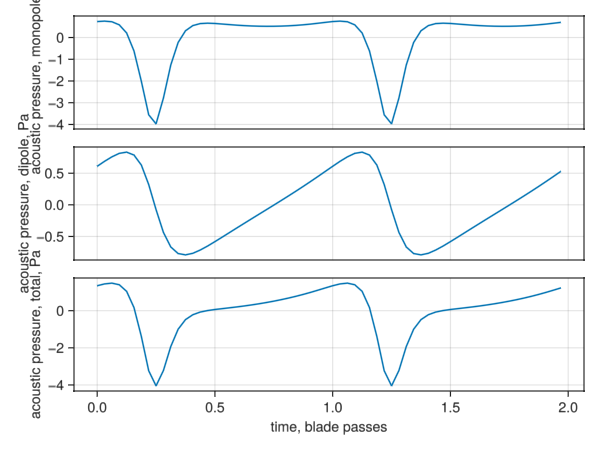 acoustic pressure, monopole
0
−1
−2
−3
−4
acoustic pressure, dipole, Pa
0.5
0.0
−0.5
acoustic pressure, total, Pa
0
−2
−4
0.0 0.5 1.0 1.5 2.0
time, blade passes